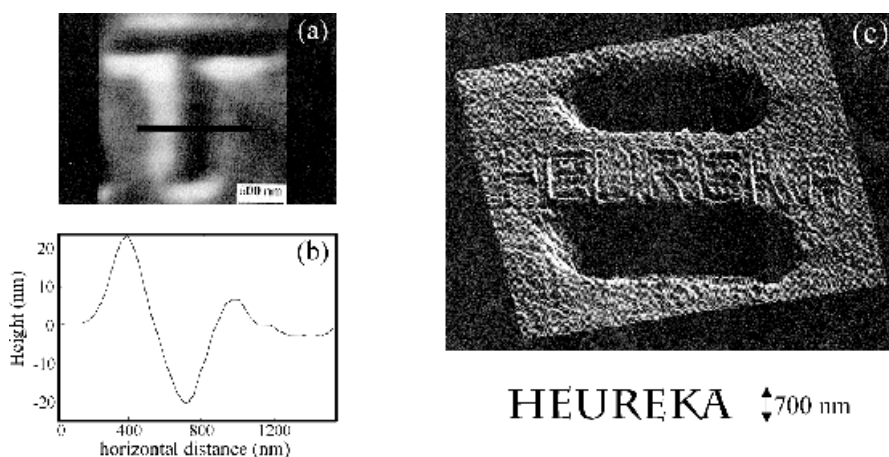 (a)
500 nm
(b)
Height (nm)
20
10
0
-10
-20
0 400 800 1200
horizontal distance (nm)
(c)
HEUREKA
HEUREKA 700 nm